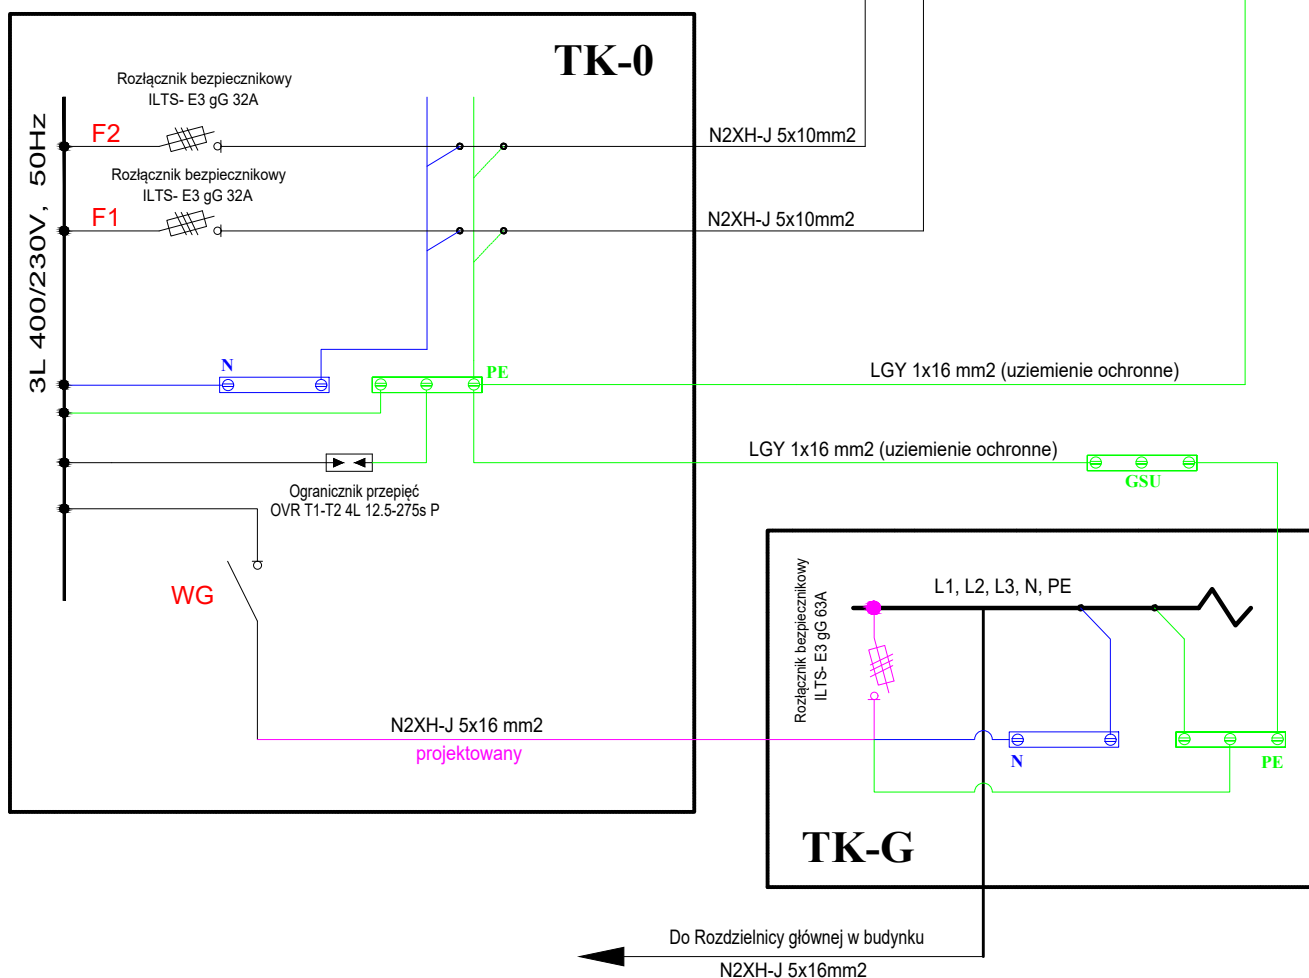 TK-0
Rozłącznik bezpiecznikowy
ILTS- E3 gG 32A
F2
N2XH-J 5x10mm2
Rozłącznik bezpiecznikowy
ILTS- E3 gG 32A
F1
N2XH-J 5x10mm2
3L 400/230V, 50Hz
N
PE
LGY 1x16 mm2 (uziemienie ochronne)
LGY 1x16 mm2 (uziemienie ochronne)
GSU
Ogranicznik przepięć
OVR T1-T2 4L 12.5-275s P
WG
Rozłącznik bezpiecznikowy
ILTS- E3 gG 63A
L1, L2, L3, N, PE
N2XH-J 5x16 mm2
projektowany
N
PE
TK-G
Do Rozdzielnicy głównej w budynku
N2XH-J 5x16mm2